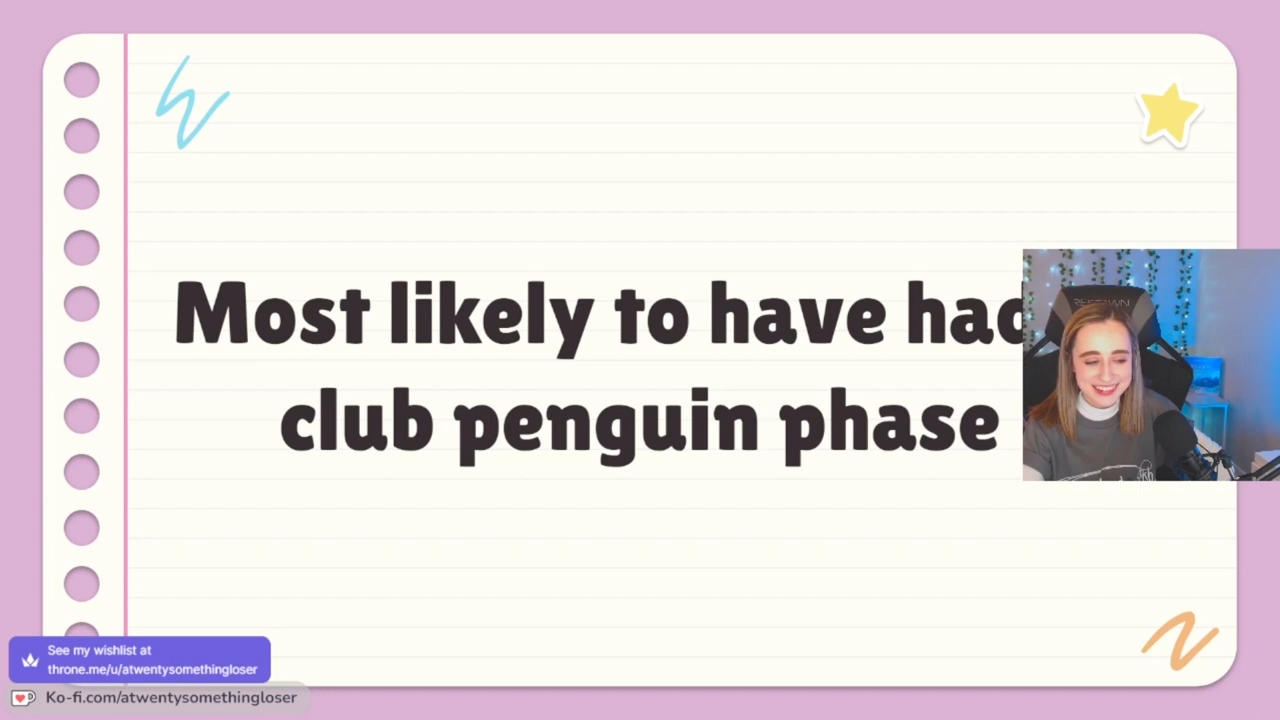 Most likely to have had
club penguin phase
RESPAWN
See my wishlist at
throne.me/u/atwentysomethingloser
Ko-fi.com/atwentysomethingloser